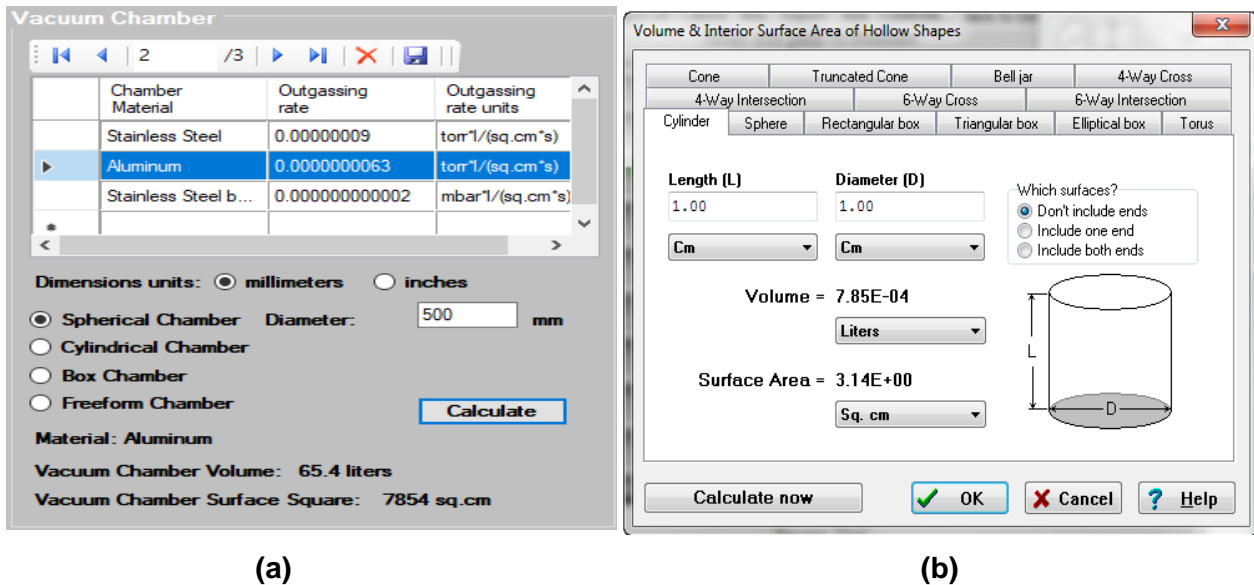 Vacuum Chamber
2 /3
Chamber Material Outgassing rate Outgassing rate units
Stainless Steel 0.00000009 torr*l/(sq.cm*s)
Aluminum 0.0000000063 torr*l/(sq.cm*s)
Stainless Steel b... 0.000000000002 mbar*l/(sq.cm*s)
Dimensions units: millimeters inches
Spherical Chamber Diameter: 500 mm
Cylindrical Chamber
Box Chamber
Freeform Chamber
Calculate
Material: Aluminum
Vacuum Chamber Volume: 65.4 liters
Vacuum Chamber Surface Square: 7854 sq.cm
(a)
Volume & Interior Surface Area of Hollow Shapes
Cone Truncated Cone Bell jar 4-Way Cross
4-Way Intersection 6-Way Cross 6-Way Intersection
Cylinder Sphere Rectangular box Triangular box Elliptical box Torus
Length (L) Diameter (D)
1.00 1.00
Cm Cm
Which surfaces?
Don't include ends
Include one end
Include both ends
Volume = 7.85E-04
Liters
Surface Area = 3.14E+00
Sq. cm
L
D
Calculate now OK Cancel ? Help
(b)